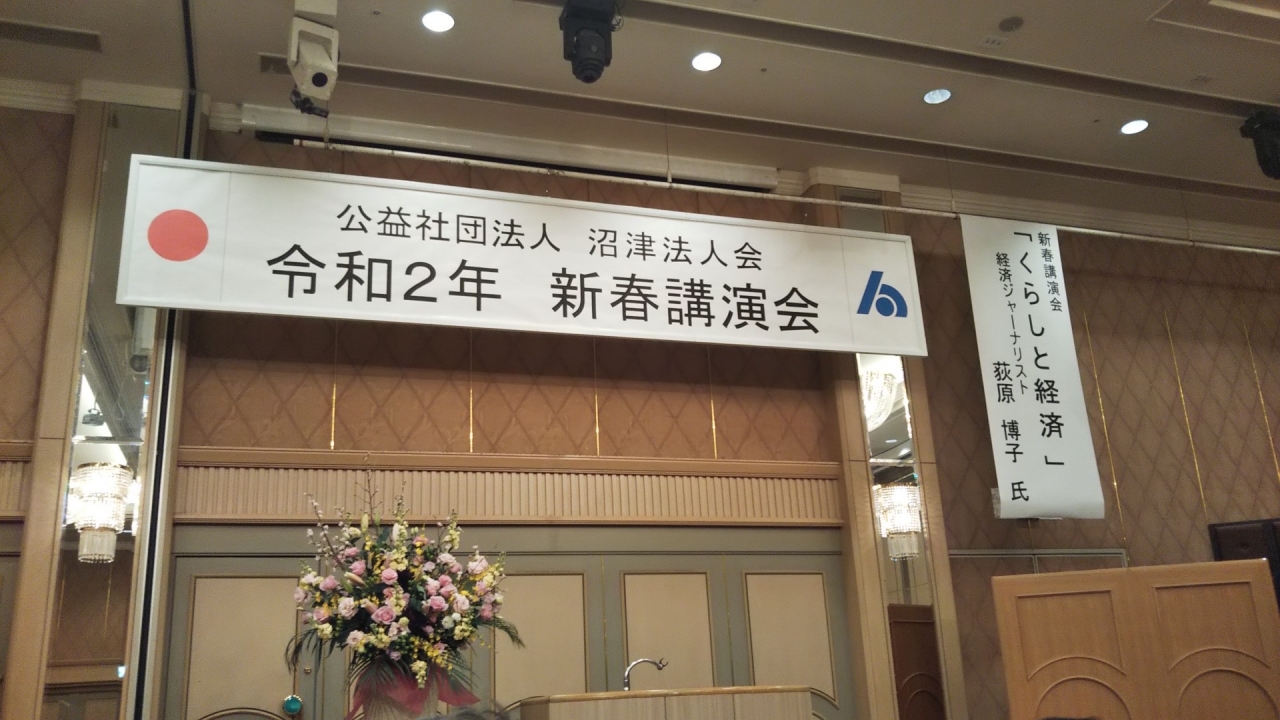 公益社団法人 沼津法人会
令和2年 新春講演会
新春講演会
「くらしと経済」
経済ジャーナリスト 荻原 博子 氏